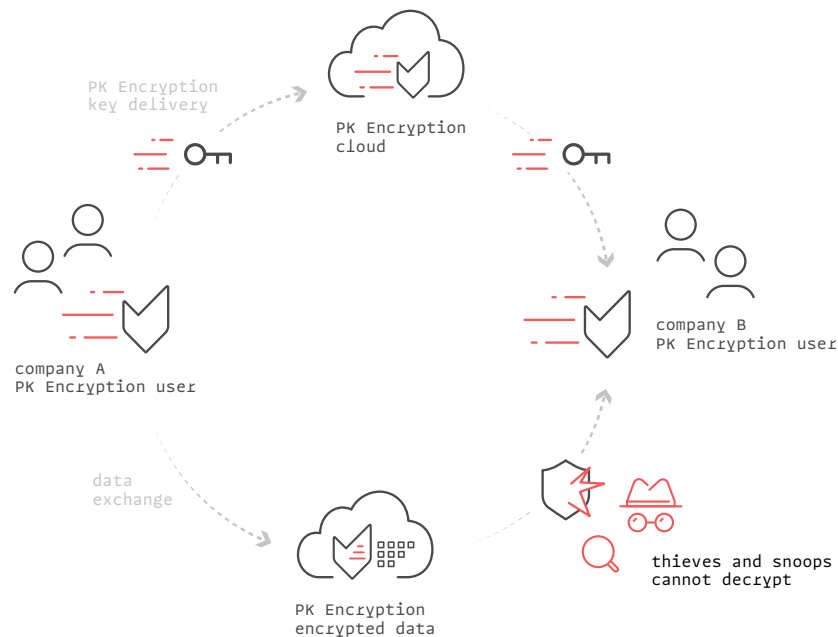 PK Encryption
key delivery
PK Encryption
cloud
company A
PK Encryption user
company B
PK Encryption user
data
exchange
thieves and snoops
cannot decrypt
PK Encryption
encrypted data